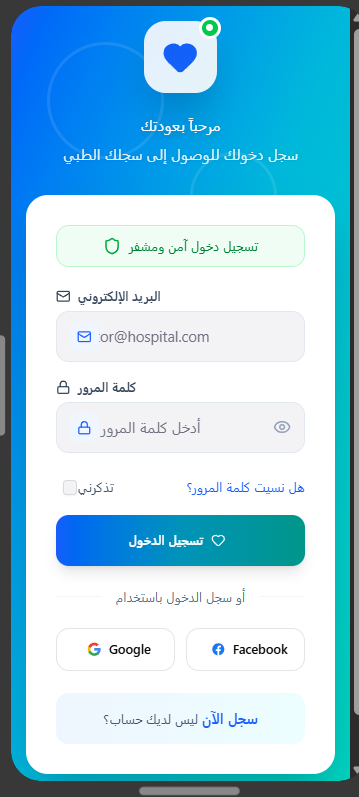 مرحباً بعودتك
سجل دخولك للوصول إلى سجلك الطبي
تسجيل دخول آمن ومشفر
البريد الإلكتروني
or@hospital.com
كلمة المرور
أدخل كلمة المرور
تذكرني
هل نسيت كلمة المرور؟
تسجيل الدخول
أو سجل الدخول باستخدام
Google
Facebook
ليس لديك حساب؟ سجل الآن